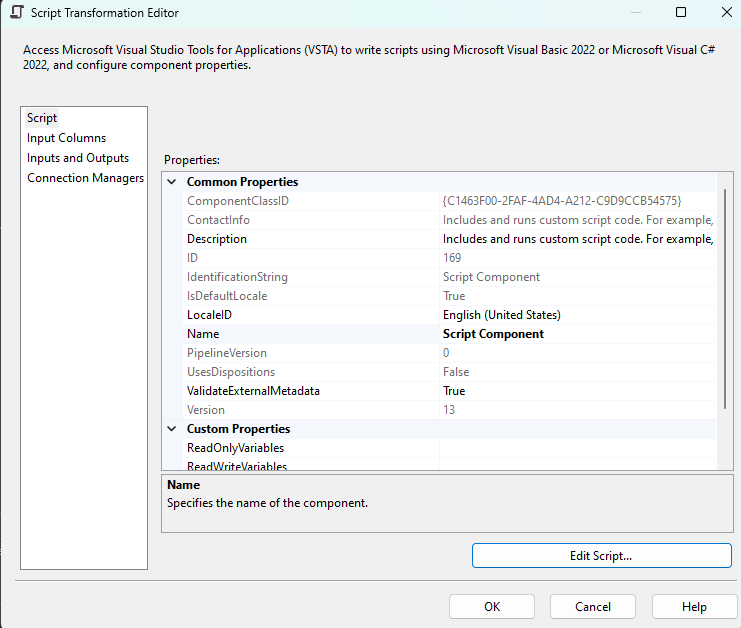 Script Transformation Editor
Access Microsoft Visual Studio Tools for Applications (VSTA) to write scripts using Microsoft Visual Basic 2022 or Microsoft Visual C#
2022, and configure component properties.
Script
Input Columns
Inputs and Outputs
Connection Managers
Properties:
Common Properties
ComponentClassID {C1463F00-2FAF-4AD4-A212-C9D9CCB54575}
ContactInfo Includes and runs custom script code. For example,
Description Includes and runs custom script code. For example,
ID 169
IdentificationString Script Component
IsDefaultLocale True
LocaleID English (United States)
Name Script Component
PipelineVersion 0
UsesDispositions False
ValidateExternalMetadata True
Version 13
Custom Properties
ReadOnlyVariables
ReadWriteVariables
Name
Specifies the name of the component.
Edit Script...
OK Cancel Help